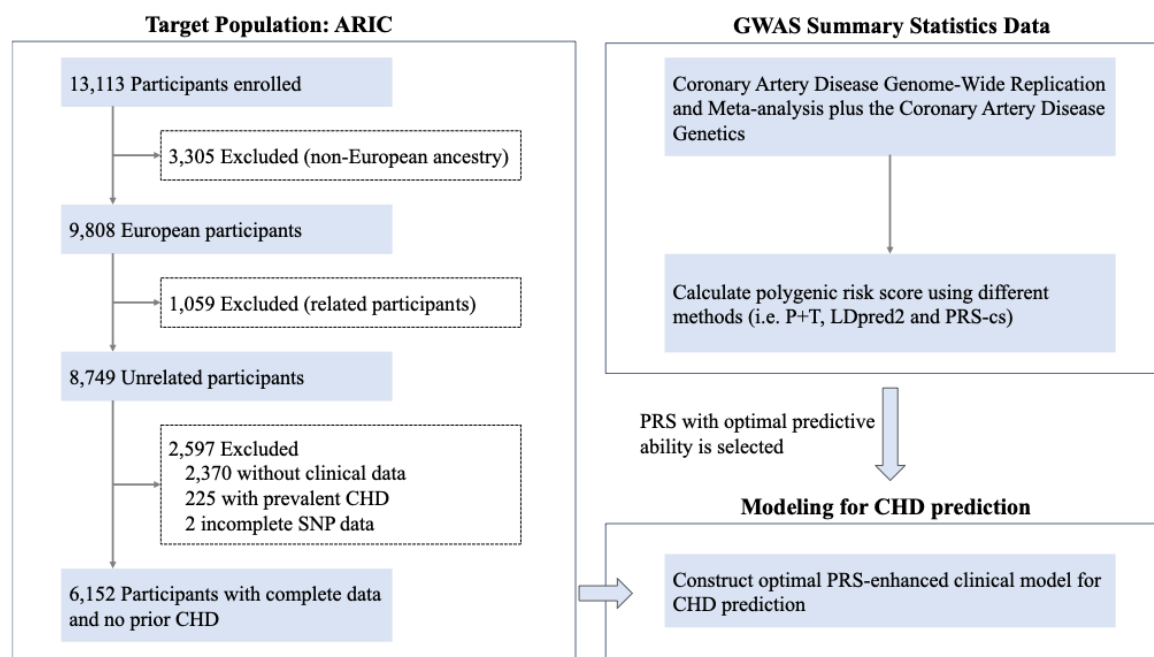 Target Population: ARIC
13,113 Participants enrolled
3,305 Excluded (non-European ancestry)
9,808 European participants
1,059 Excluded (related participants)
8,749 Unrelated participants
2,597 Excluded
2,370 without clinical data
225 with prevalent CHD
2 incomplete SNP data
6,152 Participants with complete data
and no prior CHD
GWAS Summary Statistics Data
Coronary Artery Disease Genome-Wide Replication
and Meta-analysis plus the Coronary Artery Disease
Genetics
Calculate polygenic risk score using different
methods (i.e. P+T, LDpred2 and PRS-cs)
PRS with optimal predictive
ability is selected
Modeling for CHD prediction
Construct optimal PRS-enhanced clinical model for
CHD prediction